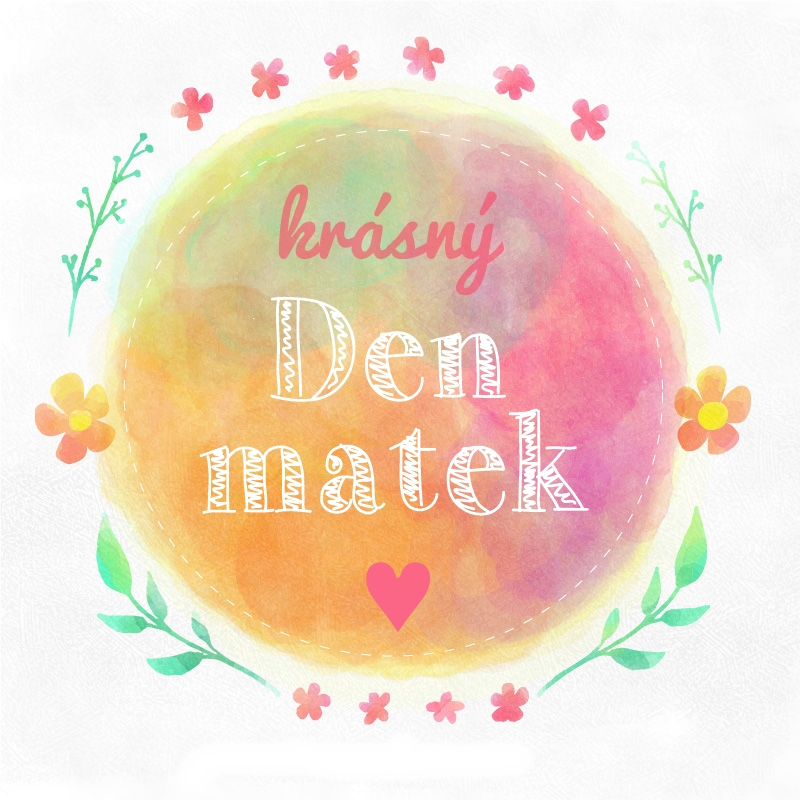 krásný
Den
matek